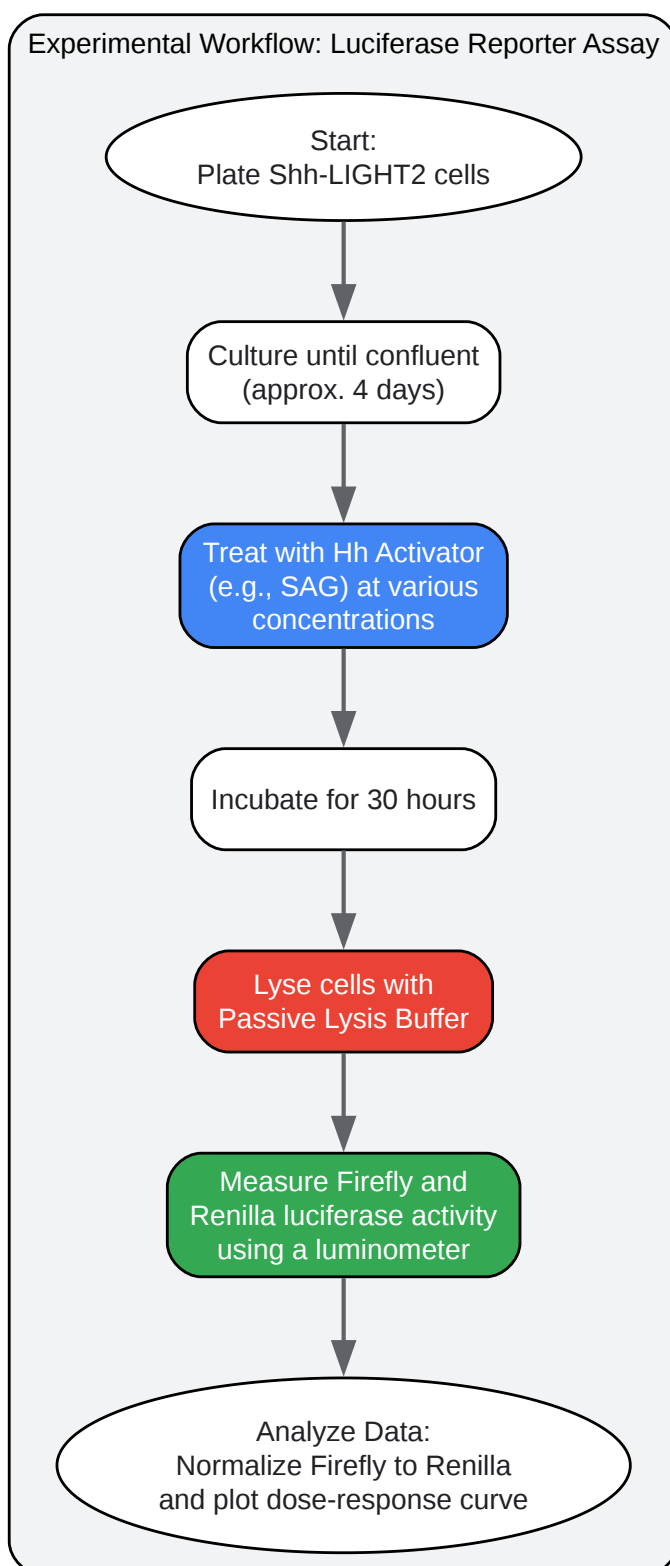 Experimental Workflow: Luciferase Reporter Assay
Start:
Plate Shh-LIGHT2 cells
Culture until confluent
(approx. 4 days)
Treat with Hh Activator
(e.g., SAG) at various
concentrations
Incubate for 30 hours
Lyse cells with
Passive Lysis Buffer
Measure Firefly and
Renilla luciferase activity
using a luminometer
Analyze Data:
Normalize Firefly to Renilla
and plot dose-response curve